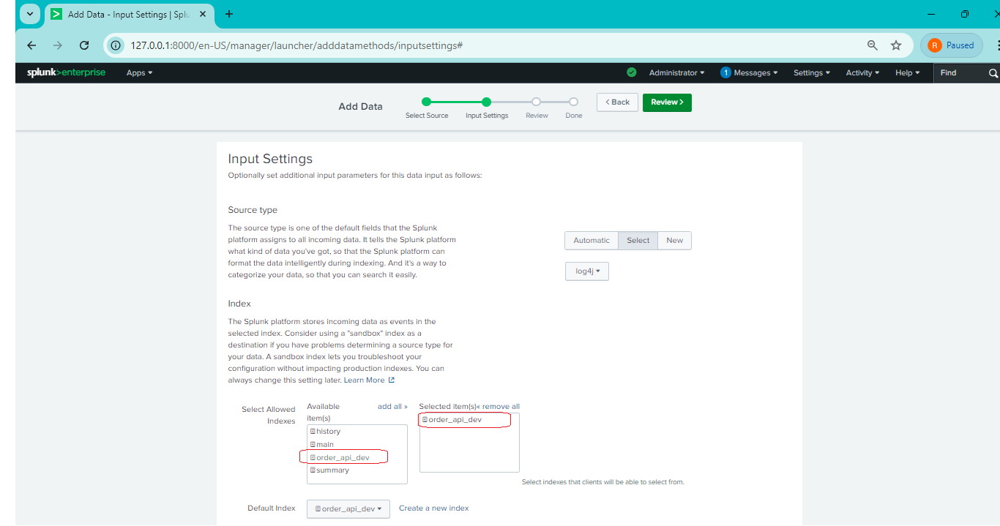 Add Data - Input Settings | Splu
127.0.0.1:8000/en-US/manager/launcher/adddatamethods/inputsettings#
R Paused
splunk>enterprise Apps Administrator 1 Messages Settings Activity Help Find
Add Data
Select Source Input Settings Review Done
< Back Review >
Input Settings
Optionally set additional input parameters for this data input as follows:
Source type
The source type is one of the default fields that the Splunk
platform assigns to all incoming data. It tells the Splunk platform
what kind of data you've got, so that the Splunk platform can
format the data intelligently during indexing. And it's a way to
categorize your data, so that you can search it easily.
Automatic Select New
log4j
Index
The Splunk platform stores incoming data as events in the
selected index. Consider using a "sandbox" index as a
destination if you have problems determining a source type for
your data. A sandbox index lets you troubleshoot your
configuration without impacting production indexes. You can
always change this setting later. Learn More
Select Allowed
Indexes
Available
item(s)
add all »
history
main
order_api_dev
summary
Selected item(s)« remove all
order_api_dev
Select indexes that clients will be able to select from.
Default Index order_api_dev Create a new index